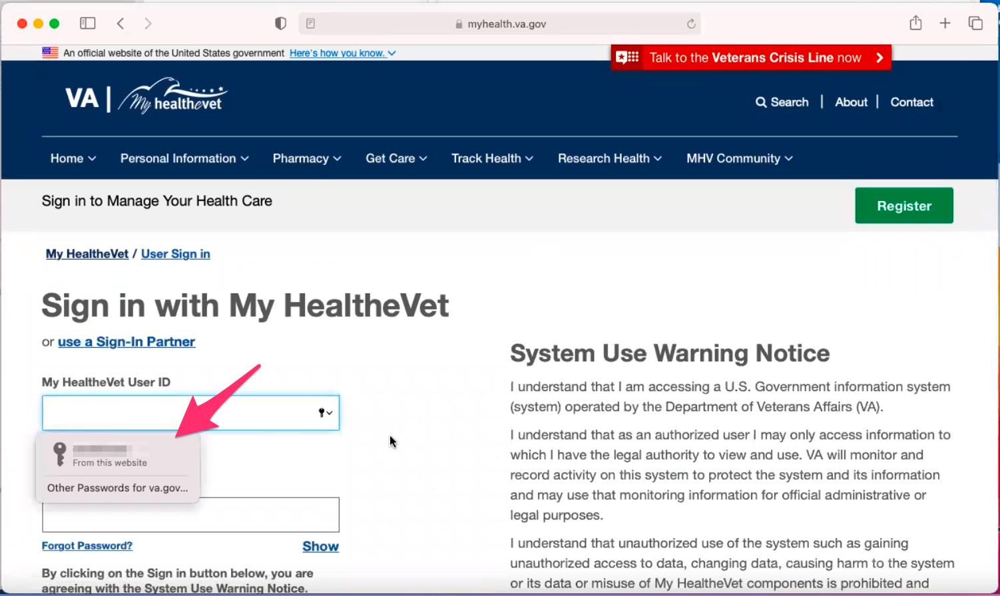 myhealth.va.gov
An official website of the United States government Here's how you know.
Talk to the Veterans Crisis Line now
VA | My healthevet
Search | About | Contact
Home Personal Information Pharmacy Get Care Track Health Research Health MHV Community
Sign in to Manage Your Health Care
Register
My HealtheVet / User Sign in
Sign in with My HealtheVet
or use a Sign-In Partner
My HealtheVet User ID
From this website
Other Passwords for va.gov...
Forgot Password?
Show
By clicking on the Sign in button below, you are
agreeing with the System Use Warning Notice.
System Use Warning Notice
I understand that I am accessing a U.S. Government information system
(system) operated by the Department of Veterans Affairs (VA).
I understand that as an authorized user I may only access information to
which I have the legal authority to view and use. VA will monitor and
record activity on this system to protect the system and its information
and may use that monitoring information for official administrative or
legal purposes.
I understand that unauthorized use of the system such as gaining
unauthorized access to data, changing data, causing harm to the system
or its data or misuse of My HealtheVet components is prohibited and